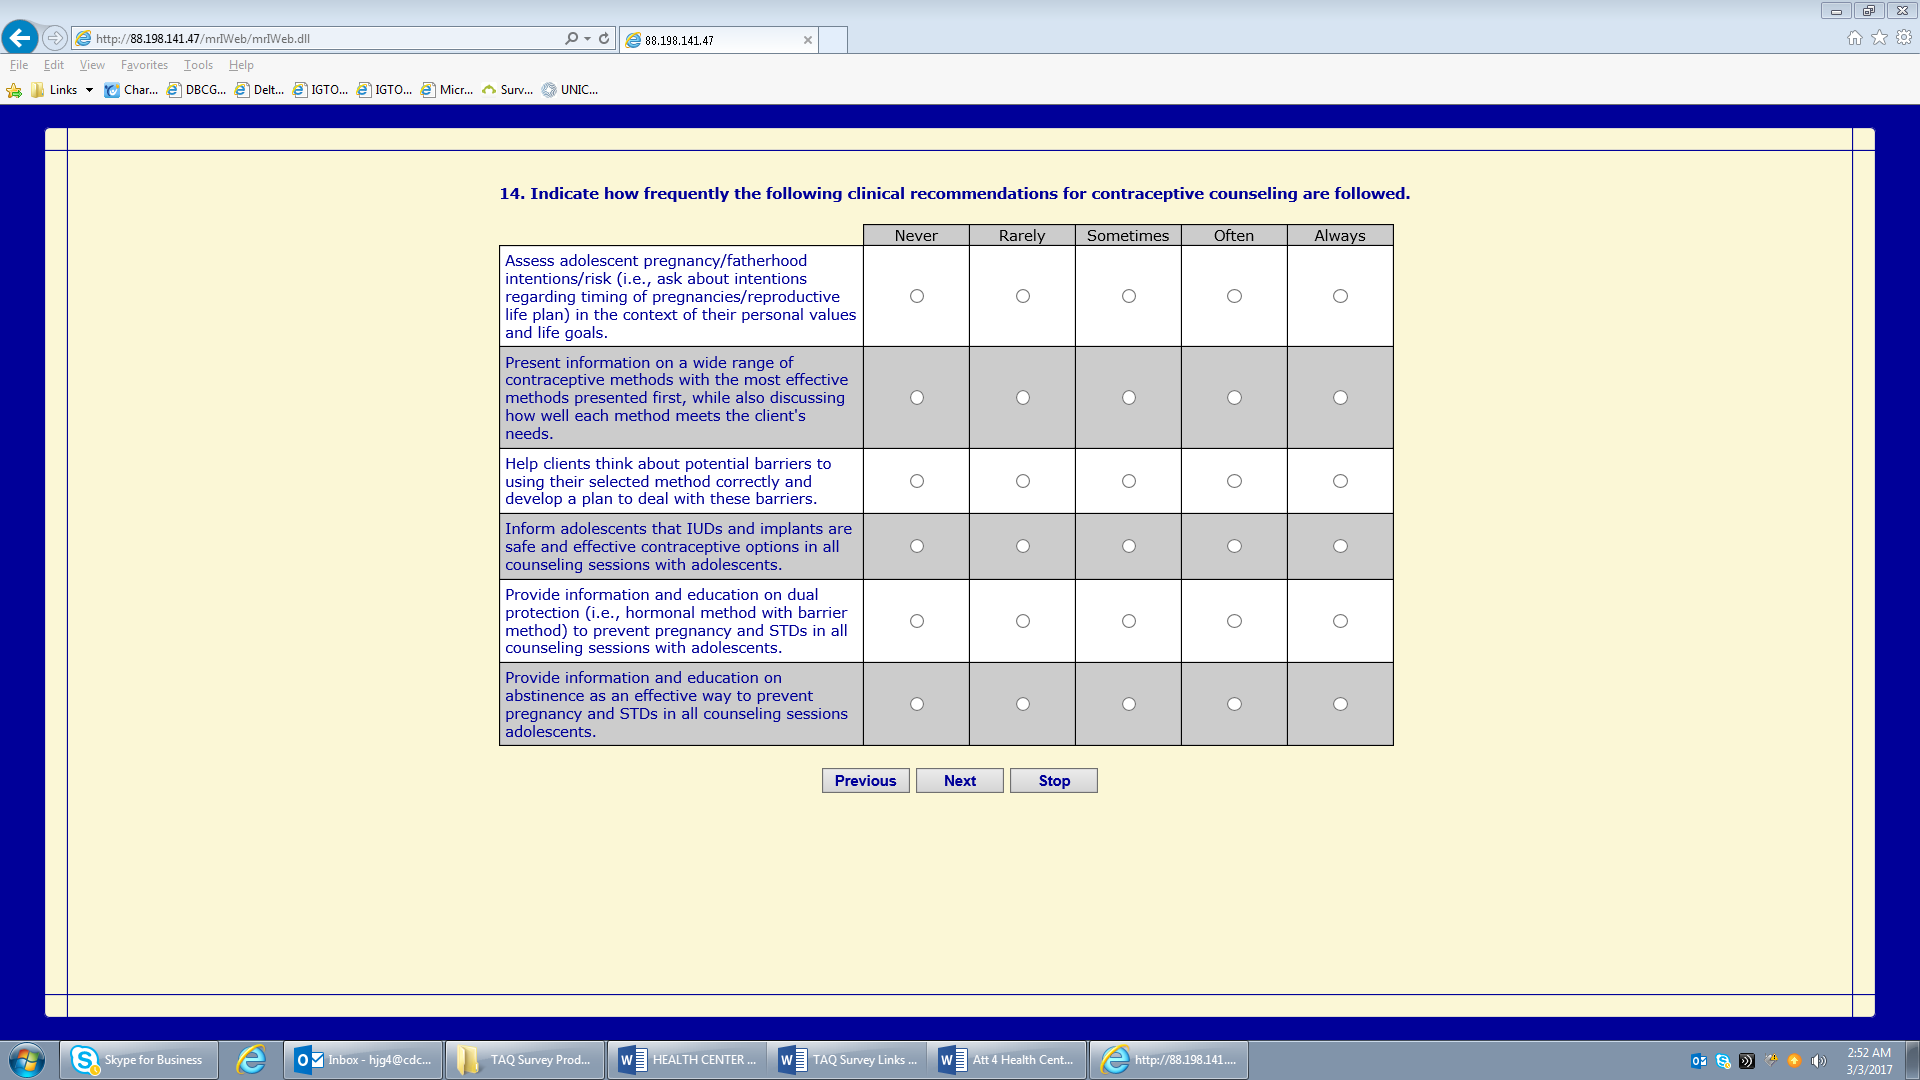 http://88.198.141.47/mrIWeb/mrIWeb.dll
88.198.141.47
File Edit View Favorites Tools Help
Links Char... DBCG... Delt... IGTO... IGTO... Micr... Surv... UNIC...
14. Indicate how frequently the following clinical recommendations for contraceptive counseling are followed.
Never Rarely Sometimes Often Always
Assess adolescent pregnancy/fatherhood
intentions/risk (i.e., ask about intentions
regarding timing of pregnancies/reproductive
life plan) in the context of their personal values
and life goals.
Present information on a wide range of
contraceptive methods with the most effective
methods presented first, while also discussing
how well each method meets the client's
needs.
Help clients think about potential barriers to
using their selected method correctly and
develop a plan to deal with these barriers.
Inform adolescents that IUDs and implants are
safe and effective contraceptive options in all
counseling sessions with adolescents.
Provide information and education on dual
protection (i.e., hormonal method with barrier
method) to prevent pregnancy and STDs in all
counseling sessions with adolescents.
Provide information and education on
abstinence as an effective way to prevent
pregnancy and STDs in all counseling sessions
adolescents.
Previous Next Stop
Skype for Business Inbox - hjg4@cdc... TAQ Survey Prod... HEALTH CENTER ... TAQ Survey Links ... Att 4 Health Cent... http://88.198.141....
2:52 AM
3/3/2017